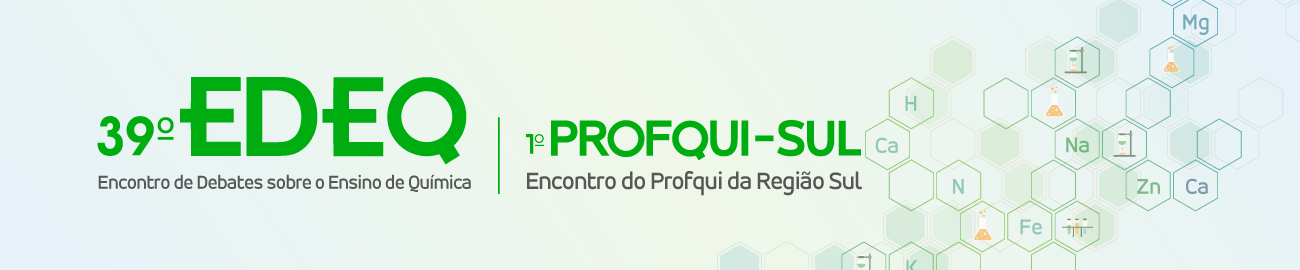 39º EDEQ
Encontro de Debates sobre o Ensino de Química
1º PROFQUI-SUL
Encontro do Profqui da Região Sul
Mg
H
Ca
Na
N
Zn
Ca
Fe
K